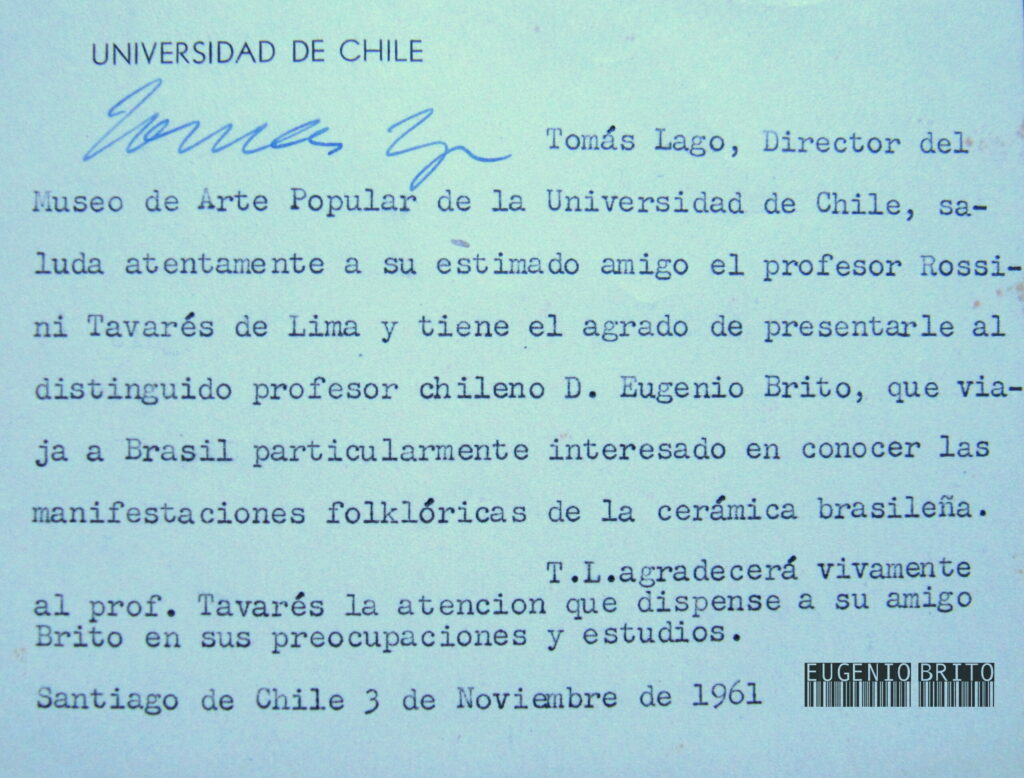 UNIVERSIDAD DE CHILE
Tomas Lago
Tomás Lago, Director del
Museo de Arte Popular de la Universidad de Chile, sa-
luda atentamente a su estimado amigo el profesor Rossi-
ni Tavarés de Lima y tiene el agrado de presentarle al
distinguido profesor chileno D. Eugenio Brito, que via-
ja a Brasil particularmente interesado en conocer las
manifestaciones folklóricas de la cerámica brasileña.
T.L.agradecerá vivamente
al prof. Tavarés la atencion que dispense a su amigo
Brito en sus preocupaciones y estudios.
Santiago de Chile 3 de Noviembre de 1961
EUGENIO BRITO